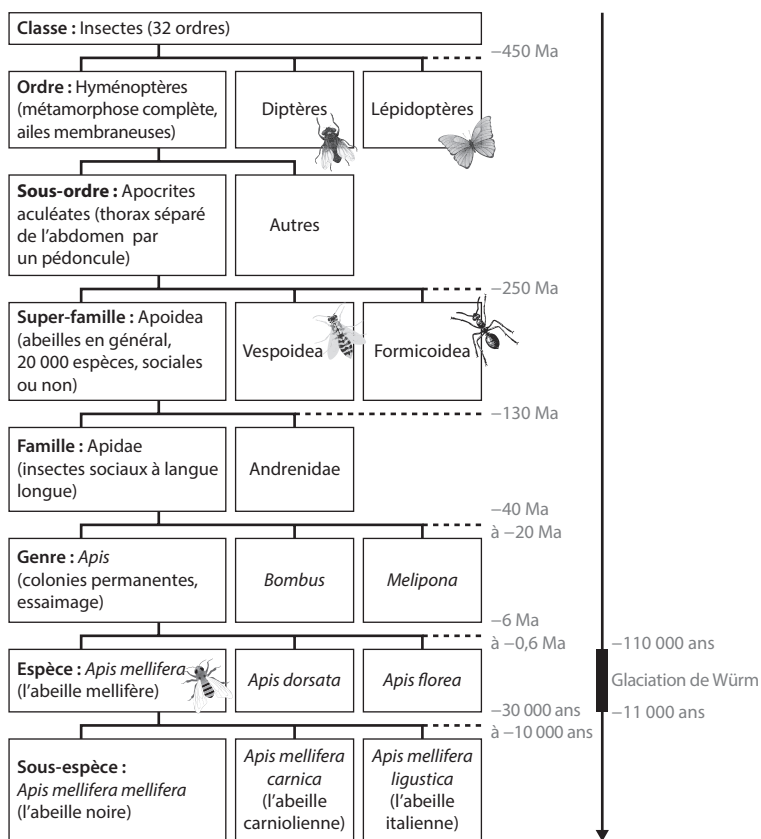 Classe : Insectes (32 ordres)
−450 Ma
Ordre : Hyménoptères
(métamorphose complète,
ailes membraneuses)
Diptères
Lépidoptères
Sous-ordre : Apocrites
aculéates (thorax séparé
de l'abdomen par
un pédoncule)
Autres
−250 Ma
Super-famille : Apoidea
(abeilles en général,
20 000 espèces, sociales
ou non)
Vespoidea
Formicoidea
−130 Ma
Famille : Apidae
(insectes sociaux à langue
longue)
Andrenidae
−40 Ma
à −20 Ma
Genre : Apis
(colonies permanentes,
essaimage)
Bombus
Melipona
−6 Ma
à −0,6 Ma
−110 000 ans
Espèce : Apis mellifera
(l'abeille mellifère)
Apis dorsata
Apis florea
Glaciation de Würm
−30 000 ans
à −10 000 ans
−11 000 ans
Sous-espèce :
Apis mellifera mellifera
(l'abeille noire)
Apis mellifera
carnica
(l'abeille
carniolienne)
Apis mellifera
ligustica
(l'abeille
italienne)